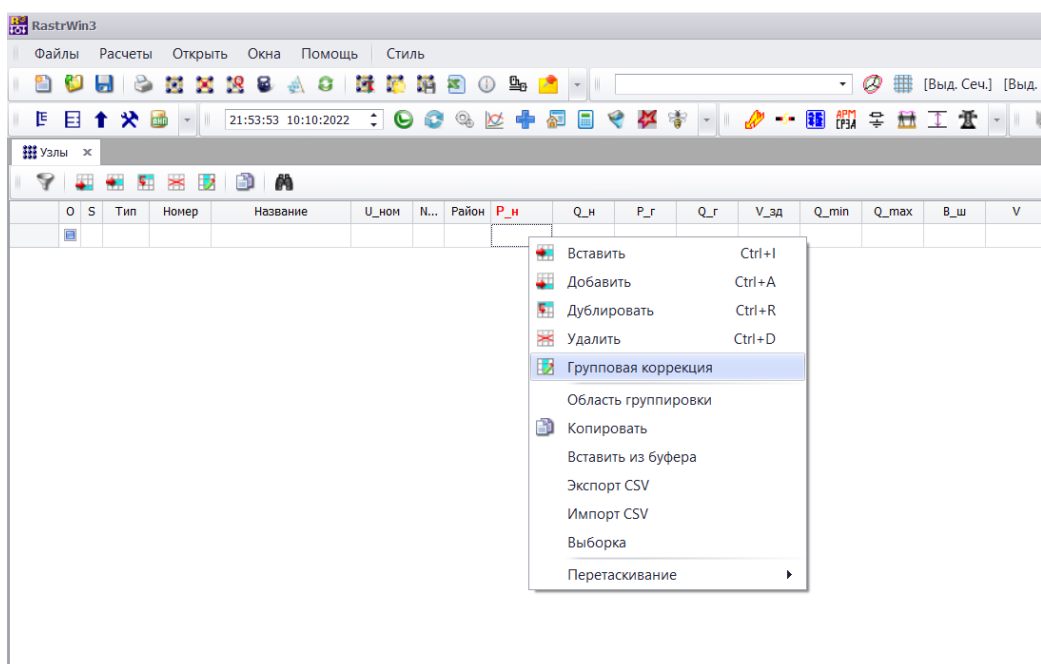 RastrWin3
Файлы Расчеты Открыть Окна Помощь Стиль
[Выд. Сеч.] [Выд.
21:53:53 10:10:2022 АРМ СРЗА
Узлы
O S Тип Номер Название U_ном N... Район P_н Q_н P_г Q_г V_зд Q_min Q_max B_ш V
Вставить Ctrl+I
Добавить Ctrl+A
Дублировать Ctrl+R
Удалить Ctrl+D
Групповая коррекция
Область группировки
Копировать
Вставить из буфера
Экспорт CSV
Импорт CSV
Выборка
Перетаскивание